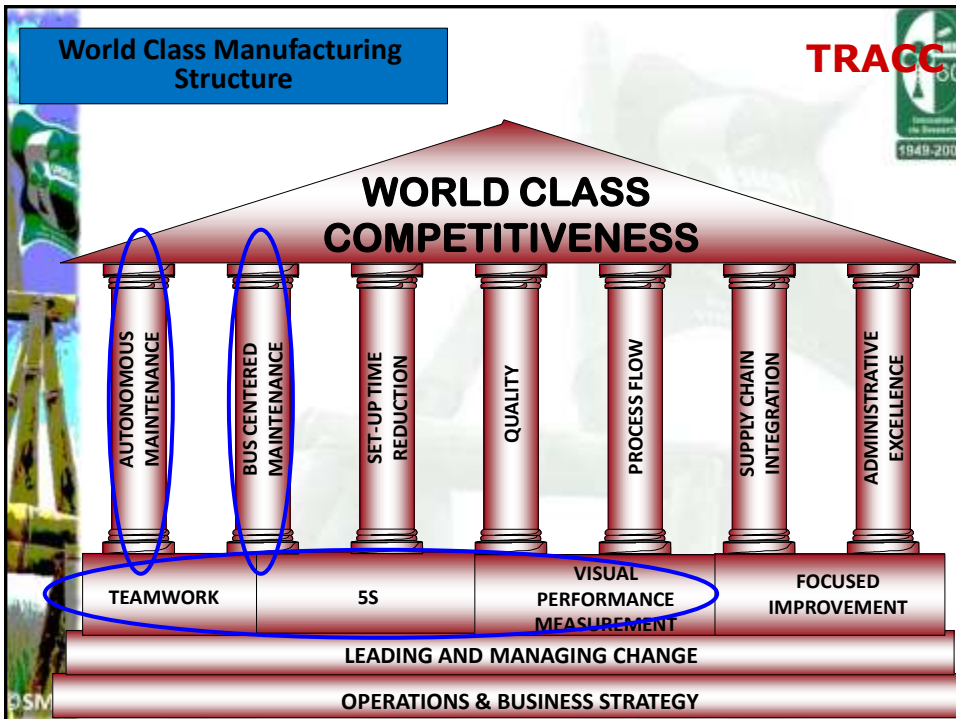 World Class Manufacturing
Structure
TRACC
1949-200
WORLD CLASS
COMPETITIVENESS
AUTONOMOUS
MAINTENANCE
BUS CENTERED
MAINTENANCE
SET-UP TIME
REDUCTION
QUALITY
PROCESS FLOW
SUPPLY CHAIN
INTEGRATION
ADMINISTRATIVE
EXCELLENCE
TEAMWORK
5S
VISUAL
PERFORMANCE
MEASUREMENT
FOCUSED
IMPROVEMENT
LEADING AND MANAGING CHANGE
OPERATIONS & BUSINESS STRATEGY